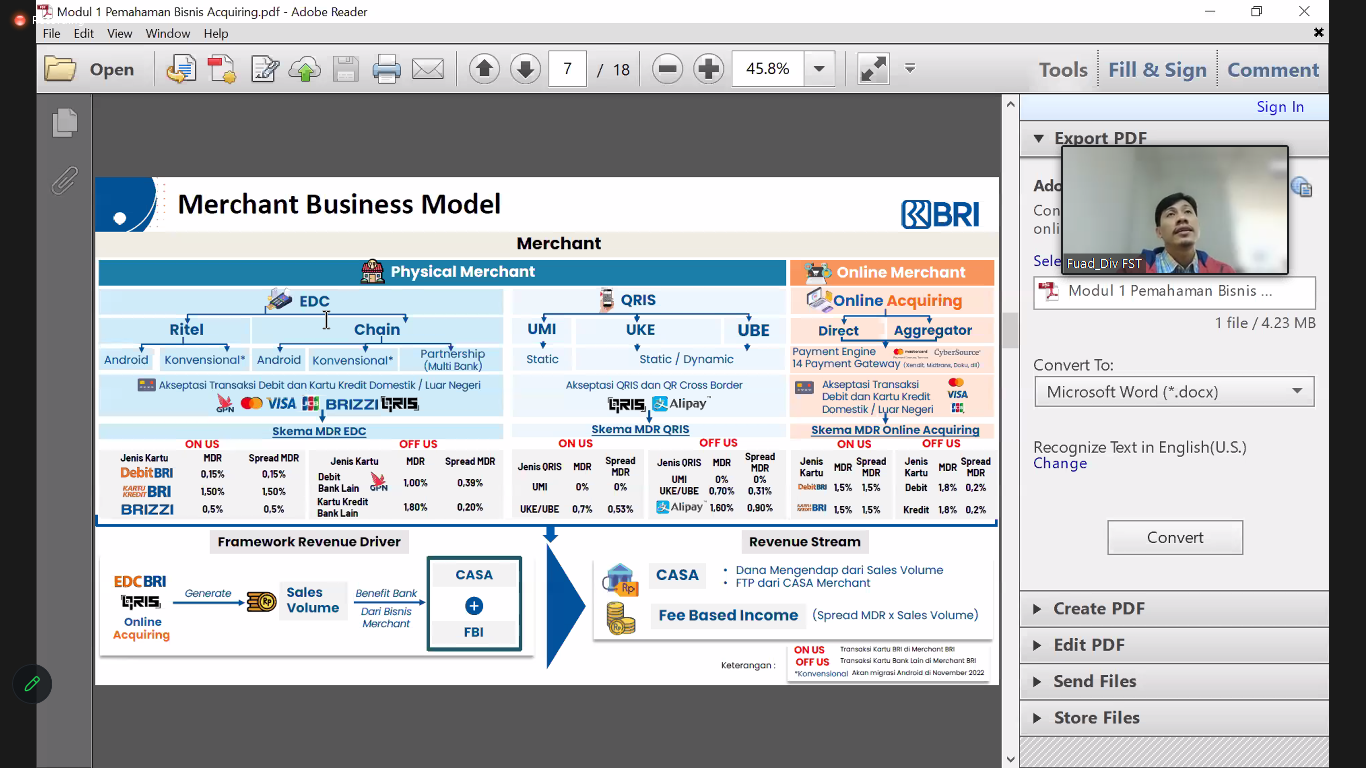 Modul 1 Pemahaman Bisnis Acquiring.pdf - Adobe Reader
File Edit View Window Help
Open 7 / 18 45.8% Tools Fill & Sign Comment
Sign In
Export PDF
Ado
Con
onli
Sele
Fuad_Div FST
Modul 1 Pemahaman Bisnis ...
1 file / 4.23 MB
Convert To:
Microsoft Word (*.docx)
Recognize Text in English(U.S.)
Change
Convert
Create PDF
Edit PDF
Send Files
Store Files
Merchant Business Model
BRI
Merchant
Physical Merchant
EDC
Ritel Chain
Android Konvensional* Android Konvensional* Partnership
(Multi Bank)
Akseptasi Transaksi Debit dan Kartu Kredit Domestik / Luar Negeri
GPN VISA JCB BRIZZI QRIS
Skema MDR EDC
ON US OFF US
Jenis Kartu MDR Spread MDR
Debit BRI 0,15% 0,15%
KARTU KREDIT BRI 1,50% 1,50%
BRIZZI 0,5% 0,5%
Jenis Kartu MDR Spread MDR
Debit
Bank Lain GPN 1,00% 0,39%
Kartu Kredit
Bank Lain 1,80% 0,20%
QRIS
UMI UKE UBE
Static Static / Dynamic
Akseptasi QRIS dan QR Cross Border
QRIS Alipay
Skema MDR QRIS
ON US OFF US
Jenis QRIS MDR Spread
MDR
UMI 0% 0%
UKE/UBE 0,7% 0,53%
Jenis QRIS MDR Spread
MDR
UMI 0% 0%
UKE/UBE 0,70% 0,31%
Alipay 1,60% 0,90%
Online Merchant
Online Acquiring
Direct Aggregator
Payment Engine mastercard CyberSource
14 Payment Gateway (Xendit, Midtrans, Doku, dll)
Akseptasi Transaksi
Debit dan Kartu Kredit
Domestik / Luar Negeri
VISA
JCB
Skema MDR Online Acquiring
ON US OFF US
Jenis
Kartu MDR Spread
MDR
Debit BRI 1,5% 1,5%
KARTU KREDIT BRI 1,5% 1,5%
Jenis
Kartu MDR Spread
MDR
Debit 1,8% 0,2%
Kredit 1,8% 0,2%
Framework Revenue Driver
EDC BRI
QRIS
Online
Acquiring
Generate
Rp
Sales
Volume
Benefit Bank
Dari Bisnis
Merchant
CASA
+
FBI
Revenue Stream
Rp
CASA
• Dana Mengendap dari Sales Volume
• FTP dari CASA Merchant
Fee Based Income (Spread MDR x Sales Volume)
Keterangan :
ON US Transaksi Kartu BRI di Merchant BRI
OFF US Transaksi Kartu Bank Lain di Merchant BRI
*Konvensional Akan migrasi Android di November 2022